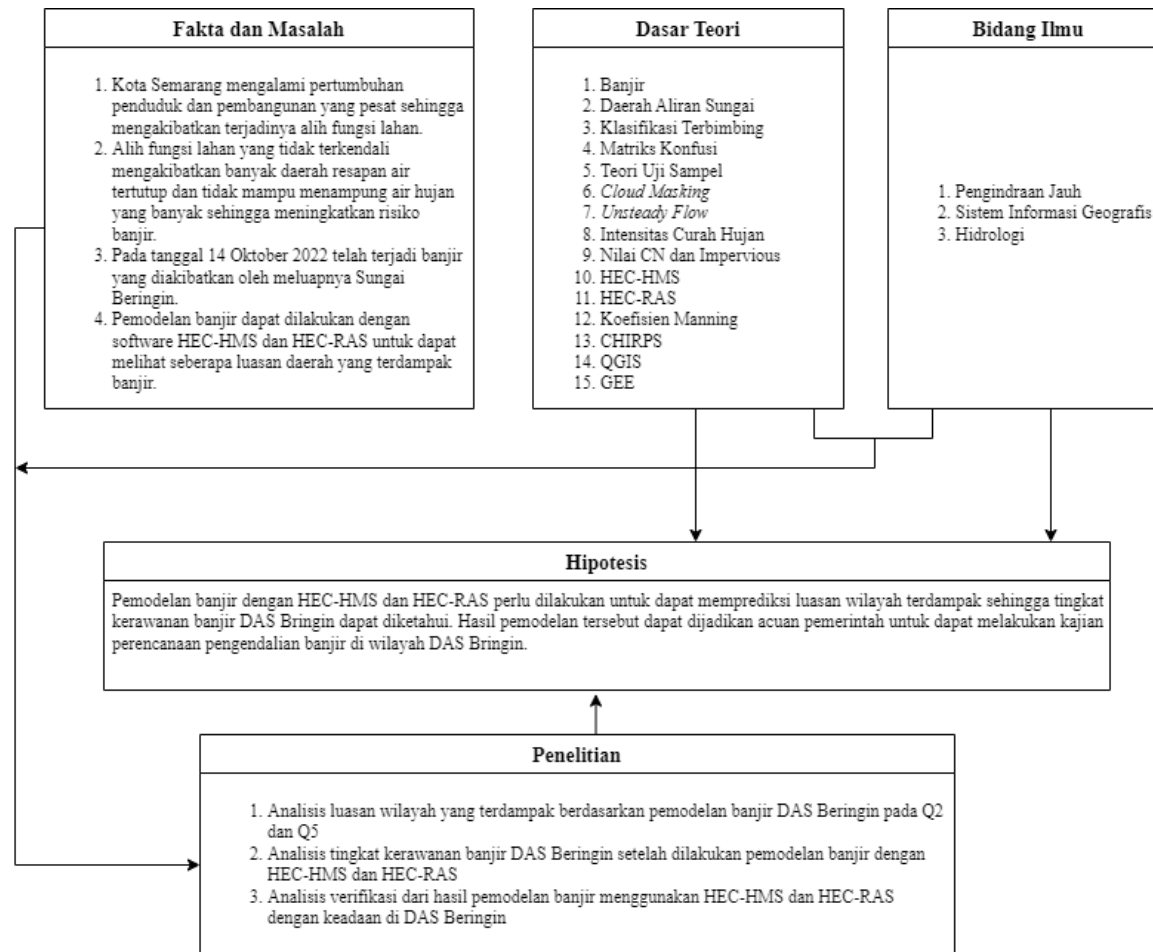 Fakta dan Masalah
1. Kota Semarang mengalami pertumbuhan
penduduk dan pembangunan yang pesat sehingga
mengakibatkan terjadinya alih fungsi lahan.
2. Alih fungsi lahan yang tidak terkendali
mengakibatkan banyak daerah resapan air
tertutup dan tidak mampu menampung air hujan
yang banyak sehingga meningkatkan risiko
banjir.
3. Pada tanggal 14 Oktober 2022 telah terjadi banjir
yang diakibatkan oleh meluapnya Sungai
Beringin.
4. Pemodelan banjir dapat dilakukan dengan
software HEC-HMS dan HEC-RAS untuk dapat
melihat seberapa luasan daerah yang terdampak
banjir.
Dasar Teori
1. Banjir
2. Daerah Aliran Sungai
3. Klasifikasi Terbimbing
4. Matriks Konfusi
5. Teori Uji Sampel
6. Cloud Masking
7. Unsteady Flow
8. Intensitas Curah Hujan
9. Nilai CN dan Impervious
10. HEC-HMS
11. HEC-RAS
12. Koefisien Manning
13. CHIRPS
14. QGIS
15. GEE
Bidang Ilmu
1. Pengindraan Jauh
2. Sistem Informasi Geografis
3. Hidrologi
Hipotesis
Pemodelan banjir dengan HEC-HMS dan HEC-RAS perlu dilakukan untuk dapat memprediksi luasan wilayah terdampak sehingga tingkat
kerawanan banjir DAS Bringin dapat diketahui. Hasil pemodelan tersebut dapat dijadikan acuan pemerintah untuk dapat melakukan kajian
perencanaan pengendalian banjir di wilayah DAS Bringin.
Penelitian
1. Analisis luasan wilayah yang terdampak berdasarkan pemodelan banjir DAS Beringin pada Q2
dan Q5
2. Analisis tingkat kerawanan banjir DAS Beringin setelah dilakukan pemodelan banjir dengan
HEC-HMS dan HEC-RAS
3. Analisis verifikasi dari hasil pemodelan banjir menggunakan HEC-HMS dan HEC-RAS
dengan keadaan di DAS Beringin